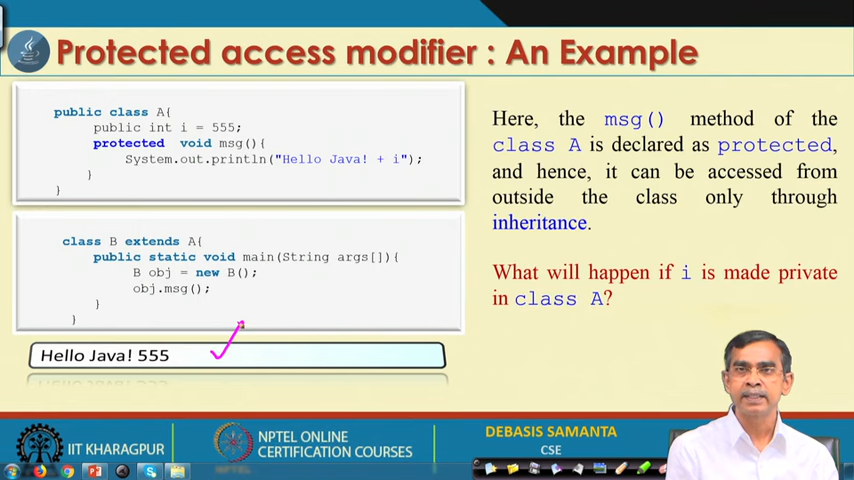 Protected access modifier : An Example
public class A{
public int i = 555;
protected void msg(){
System.out.println("Hello Java! + i");
}
}
class B extends A{
public static void main(String args[]){
B obj = new B();
obj.msg();
}
}
Hello Java! 555
Here, the msg() method of the
class A is declared as protected,
and hence, it can be accessed from
outside the class only through
inheritance.
What will happen if i is made private
in class A?
IIT KHARAGPUR
NPTEL ONLINE
CERTIFICATION COURSES
NPTEL
DEBASIS SAMANTA
CSE